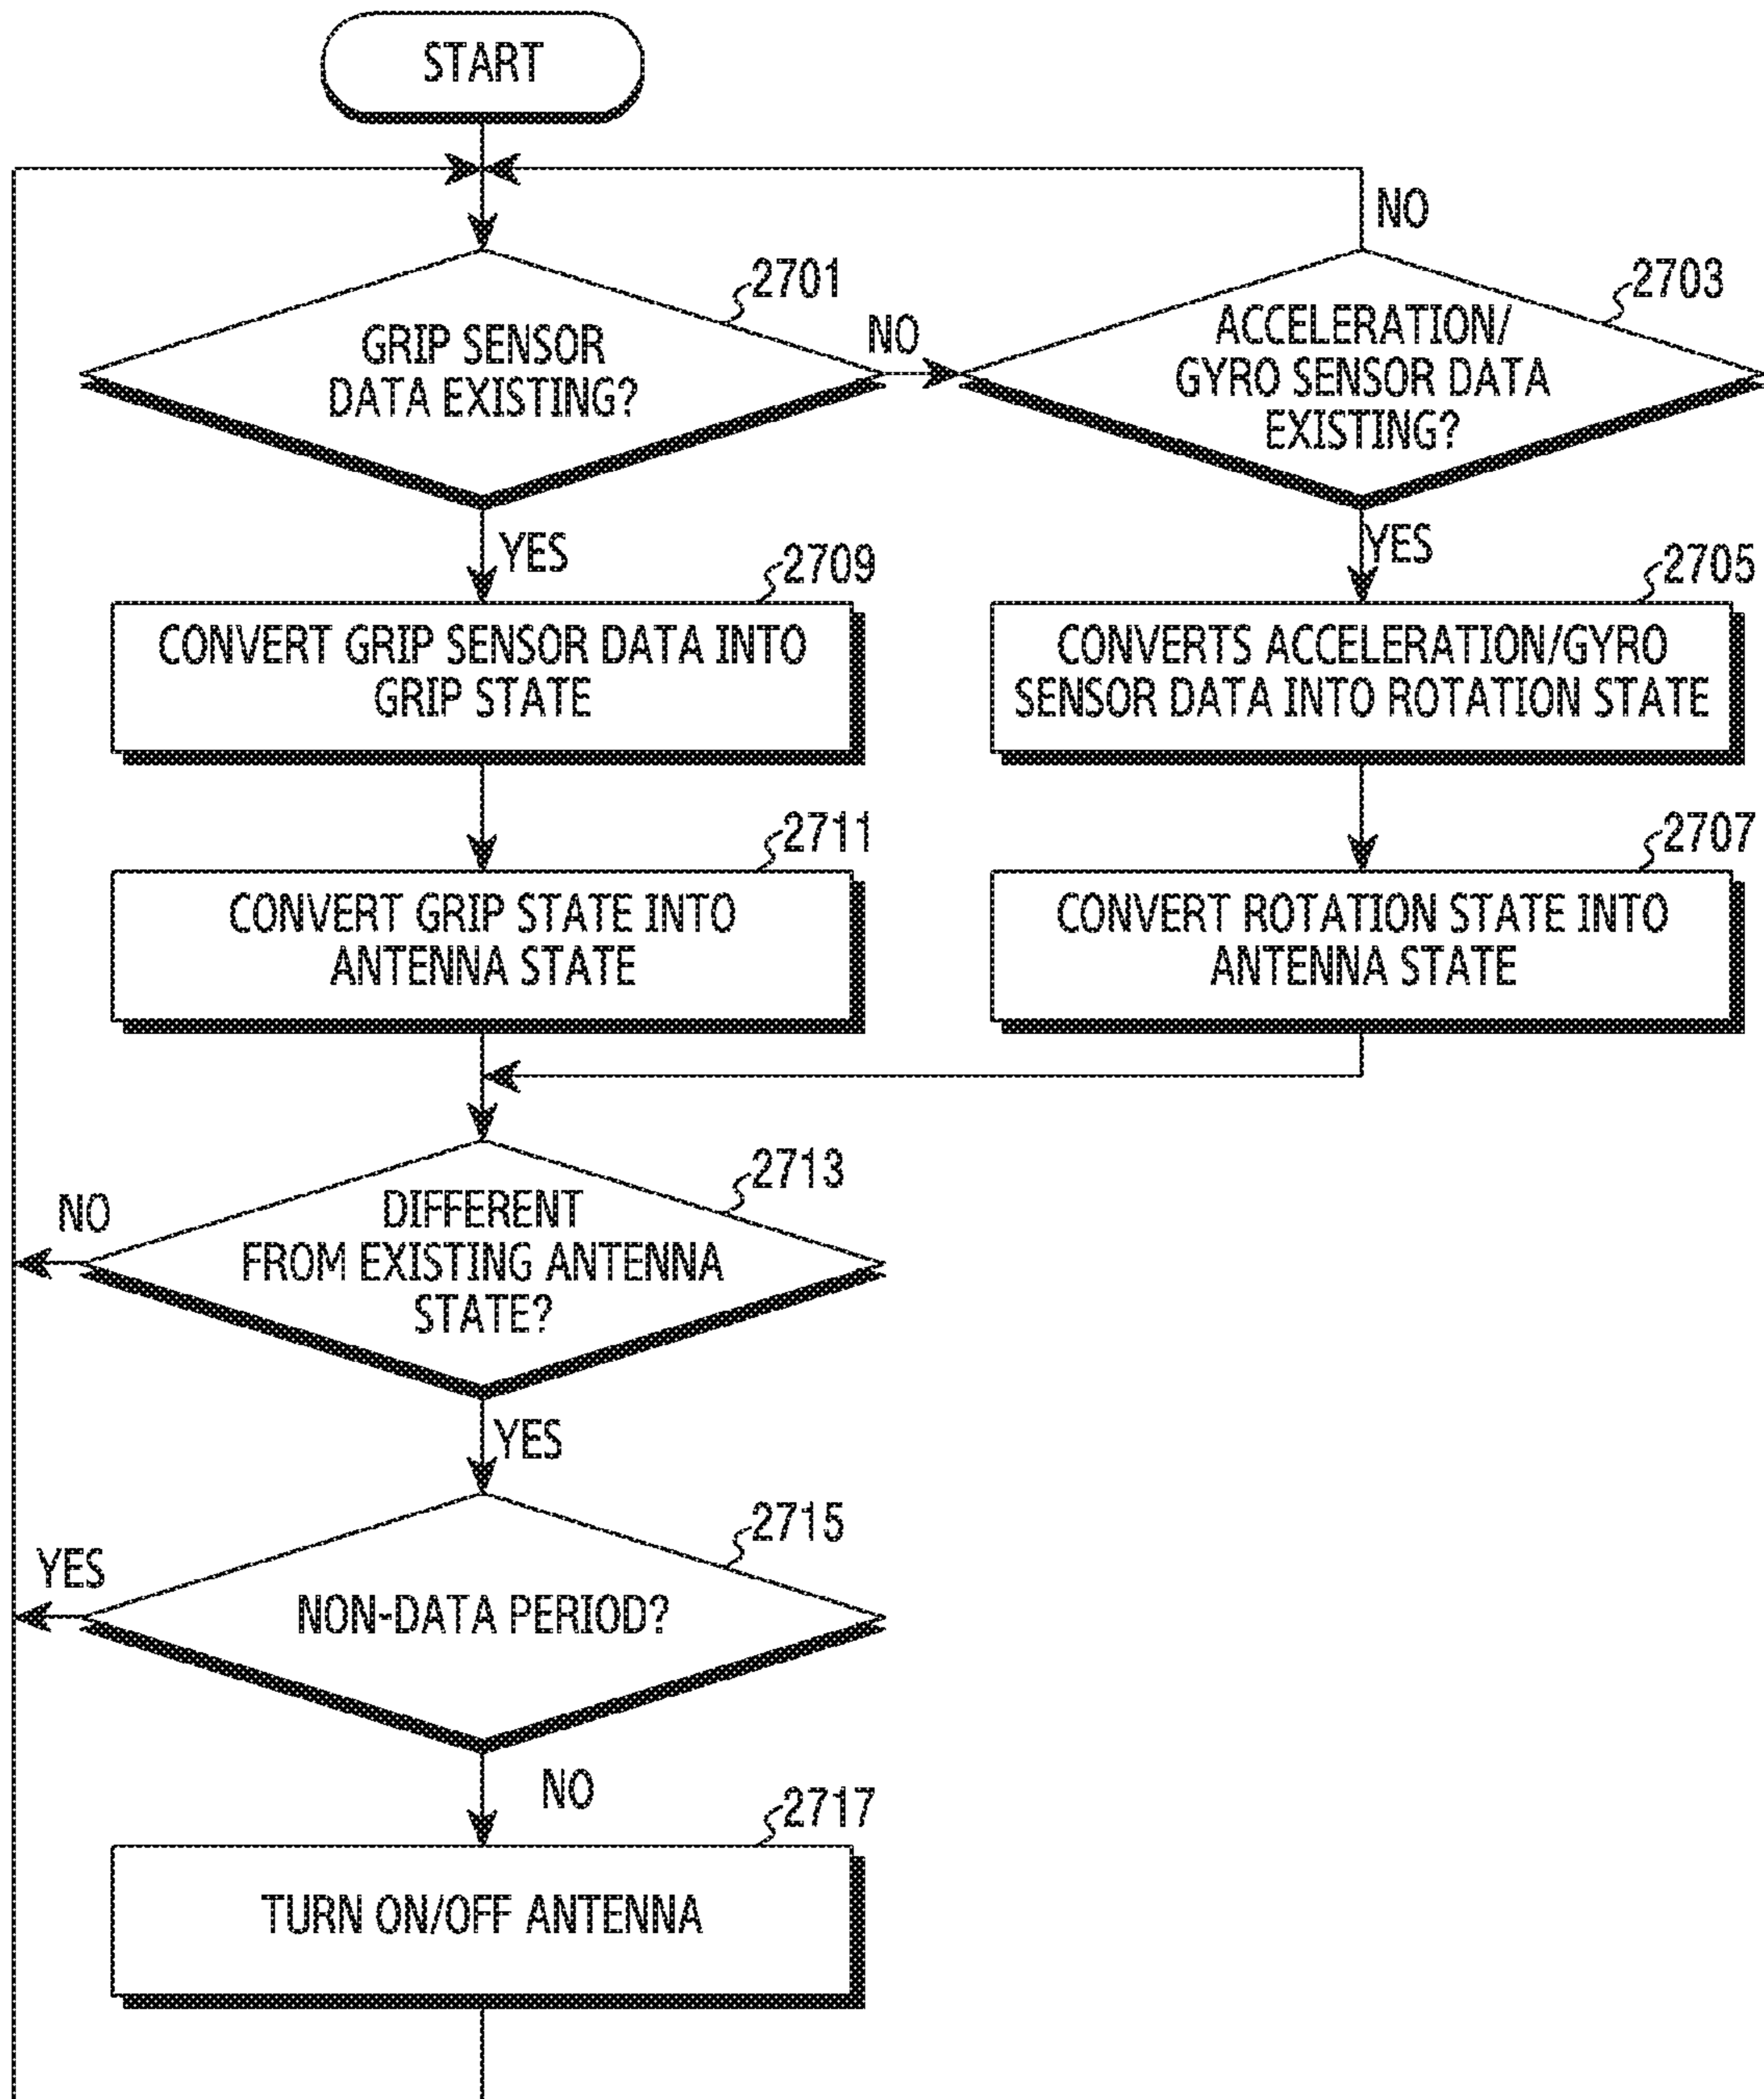 START
NO
2701
GRIP SENSOR
DATA EXISTING?
NO
2703
ACCELERATION/
GYRO SENSOR DATA
EXISTING?
YES
2709
CONVERT GRIP SENSOR DATA INTO
GRIP STATE
YES
2705
CONVERTS ACCELERATION/GYRO
SENSOR DATA INTO ROTATION STATE
2711
CONVERT GRIP STATE INTO
ANTENNA STATE
2707
CONVERT ROTATION STATE INTO
ANTENNA STATE
2713
NO
DIFFERENT
FROM EXISTING ANTENNA
STATE?
YES
2715
YES
NON-DATA PERIOD?
NO
2717
TURN ON/OFF ANTENNA